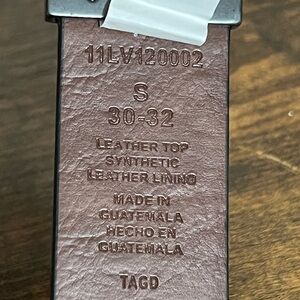 11LV120002
S
30-32
LEATHER TOP
SYNTHETIC
LEATHER LINING
MADE IN
GUATEMALA
HECHO EN
GUATEMALA
TAGD